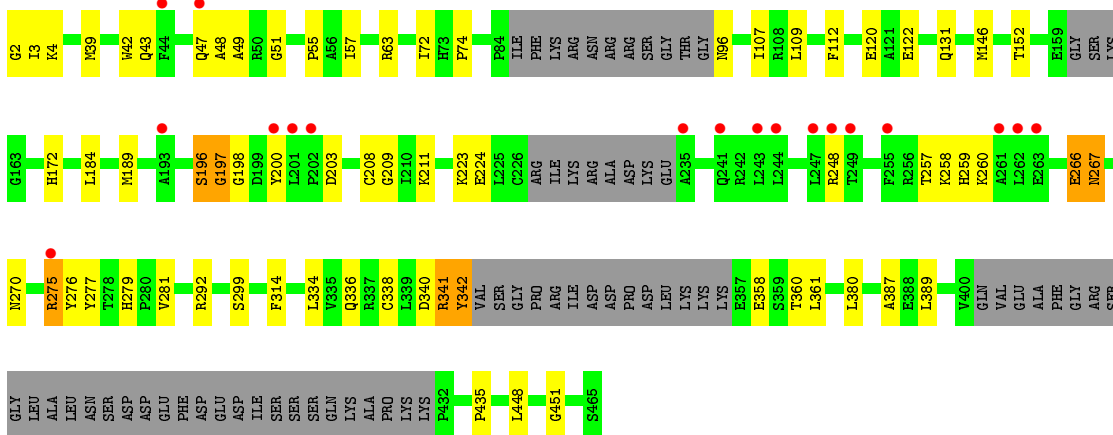 G2 I3 K4 M39 W42 Q43 F44 Q47 A48 A49 R50 G51 P55 A56 I57 R63 I72 H73 P74 P84 ILE PHE LYS ARG ASN ARG ARG SER GLY THR GLY N96 I107 R108 L109 F112 E120 A121 E122 Q131 M146 T152 E159 GLY SER LYS
G163 H172 L184 M189 A193 S196 G197 G198 D199 Y200 L201 P202 D203 C208 G209 I210 K211 K223 E224 L225 C226 ARG ILE LYS ARG ALA ASP LYS GLU A235 Q241 R242 L243 L244 L247 R248 T249 F255 R256 T257 K258 H259 K260 A261 L262 E263 E266 N267
N270 R275 Y276 Y277 T278 H279 P280 V281 R292 S299 F314 L334 V335 Q336 R337 C338 L339 D340 R341 Y342 VAL SER GLY PRO ARG ILE ASP ASP PRO ASP LEU LYS LYS LYS E357 E358 S359 T360 L361 L380 A387 E388 L389 V400 GLN VAL GLU ALA PHE GLY ARG SER
GLY LEU ALA LEU ASN SER ASP ASP GLU PHE ASP GLU ASP ILE SER SER SER GLN LYS ALA PRO LYS LYS P432 P435 L448 G451 S465